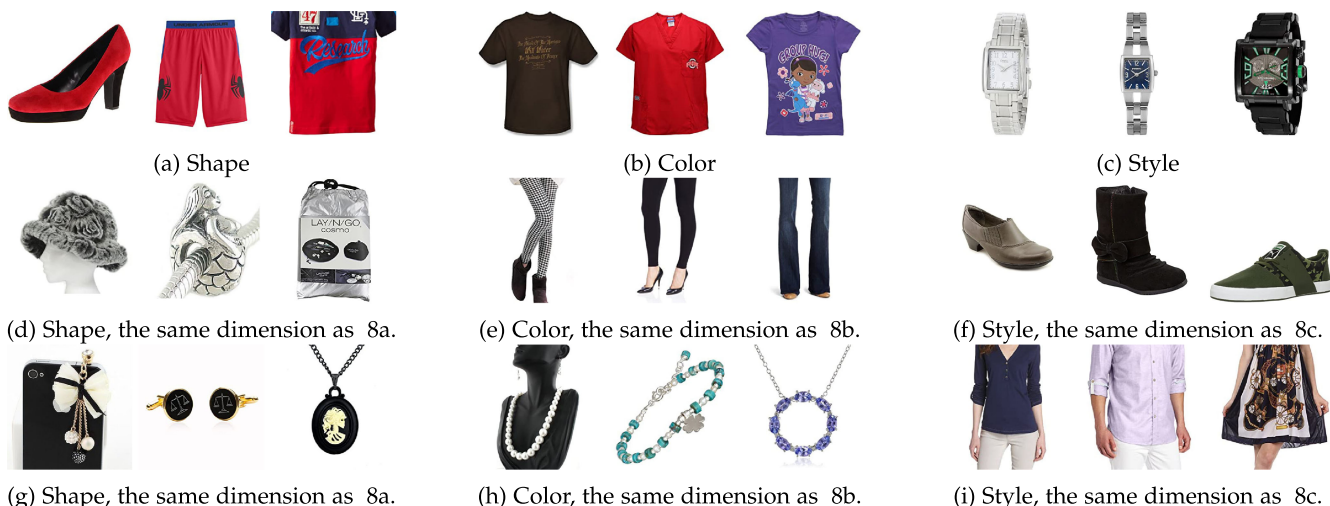 47
Research
GROUP HUG!
(a) Shape
(b) Color
(c) Style
LAY/N/GO
cosmo
(d) Shape, the same dimension as 8a.
(e) Color, the same dimension as 8b.
(f) Style, the same dimension as 8c.
(g) Shape, the same dimension as 8a.
(h) Color, the same dimension as 8b.
(i) Style, the same dimension as 8c.